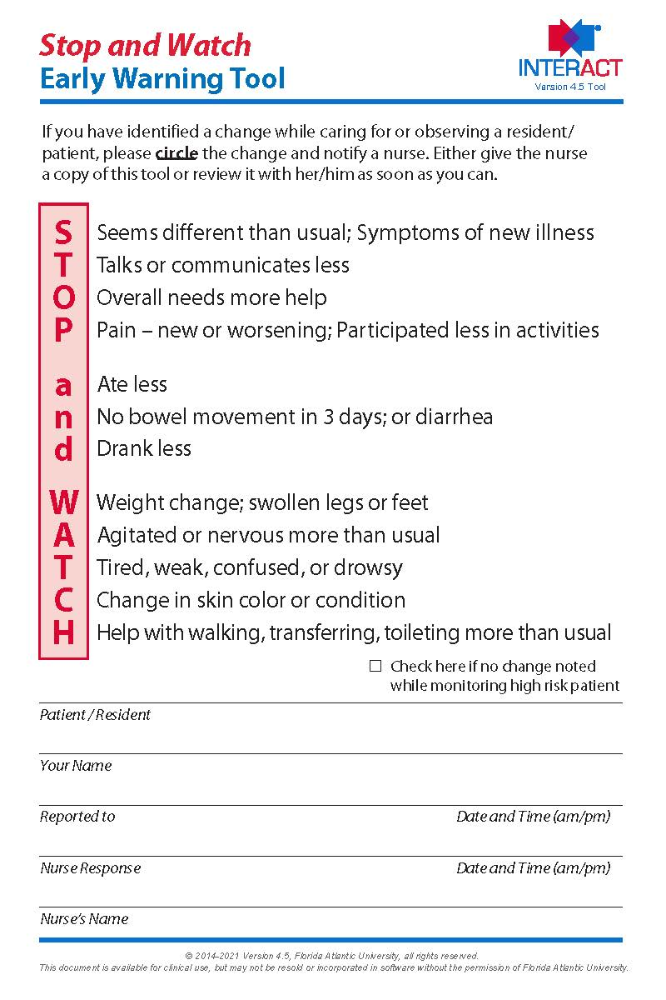 Stop and Watch
Early Warning Tool
INTERACT
Version 4.5 Tool
If you have identified a change while caring for or observing a resident/
patient, please circle the change and notify a nurse. Either give the nurse
a copy of this tool or review it with her/him as soon as you can.
S Seems different than usual; Symptoms of new illness
T Talks or communicates less
O Overall needs more help
P Pain – new or worsening; Participated less in activities
a Ate less
n No bowel movement in 3 days; or diarrhea
d Drank less
W Weight change; swollen legs or feet
A Agitated or nervous more than usual
T Tired, weak, confused, or drowsy
C Change in skin color or condition
H Help with walking, transferring, toileting more than usual
Check here if no change noted
while monitoring high risk patient
Patient / Resident
Your Name
Reported to Date and Time (am/pm)
Nurse Response Date and Time (am/pm)
Nurse's Name
© 2014-2021 Version 4.5, Florida Atlantic University, all rights reserved.
This document is available for clinical use, but may not be resold or incorporated in software without the permission of Florida Atlantic University.